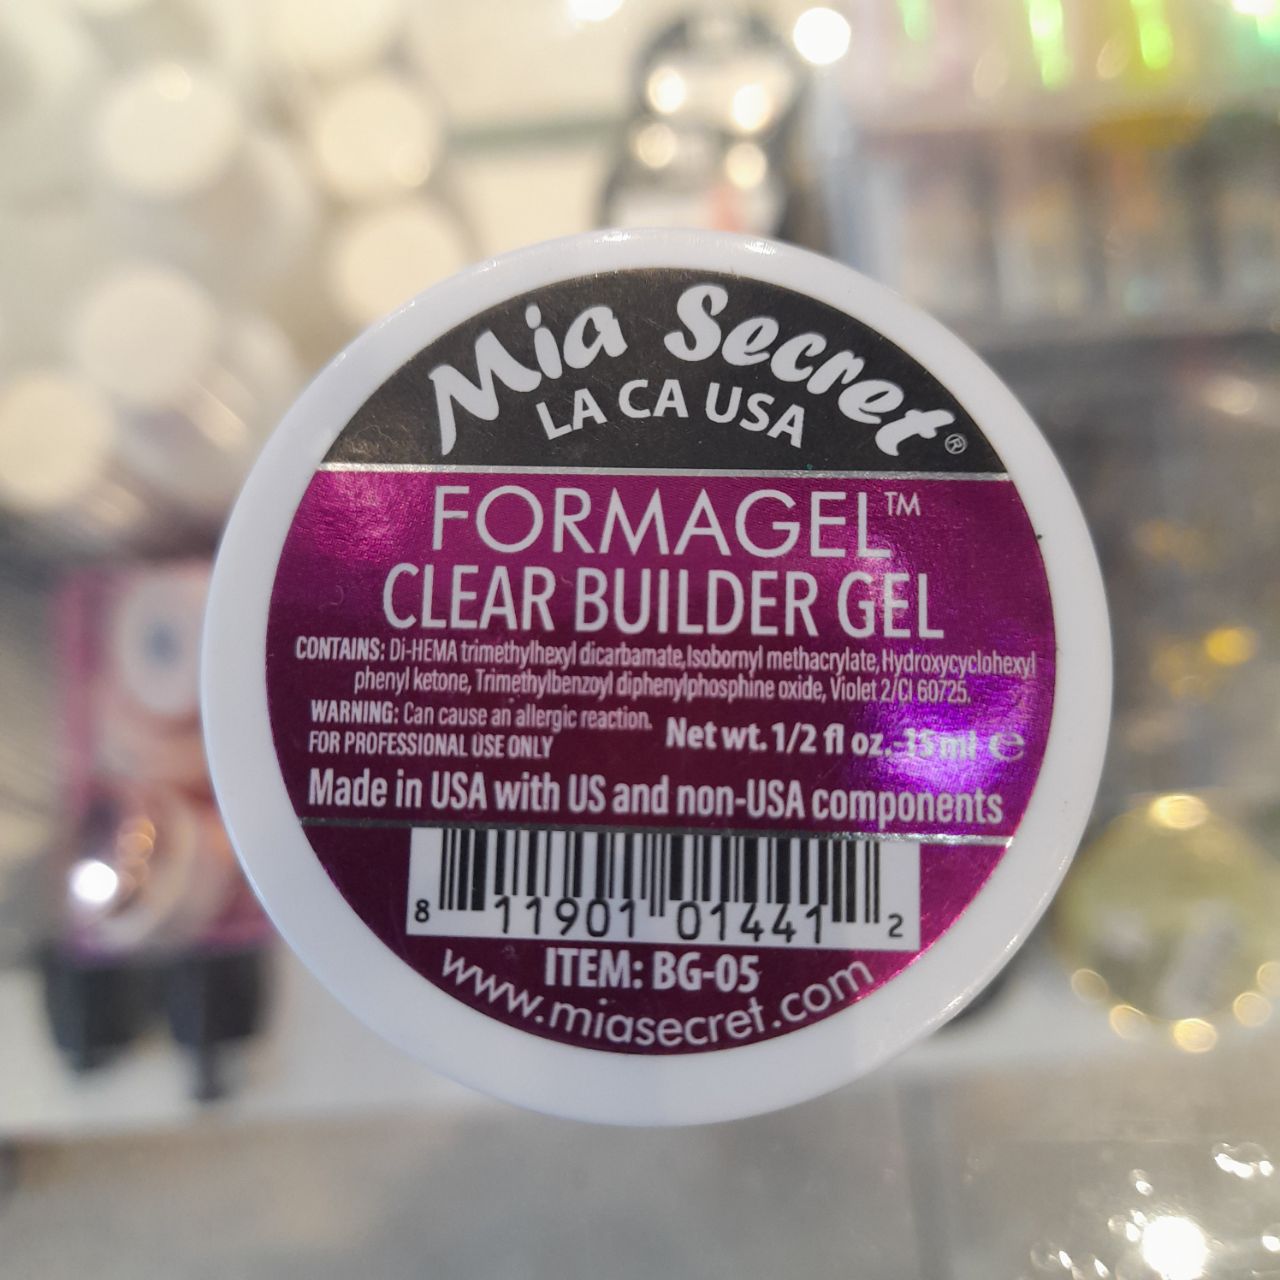 Mia Secret®
LA CA USA
FORMAGEL™
CLEAR BUILDER GEL
CONTAINS: Di-HEMA trimethylhexyl dicarbamate, Isobornyl methacrylate, Hydroxycyclohexyl
phenyl ketone, Trimethylbenzoyl diphenylphosphine oxide, Violet 2/CI 60725.
WARNING: Can cause an allergic reaction.
FOR PROFESSIONAL USE ONLY
Net wt. 1/2 fl oz. 15ml ℮
Made in USA with US and non-USA components
8 11901 01441 2
ITEM: BG-05
www.miasecret.com